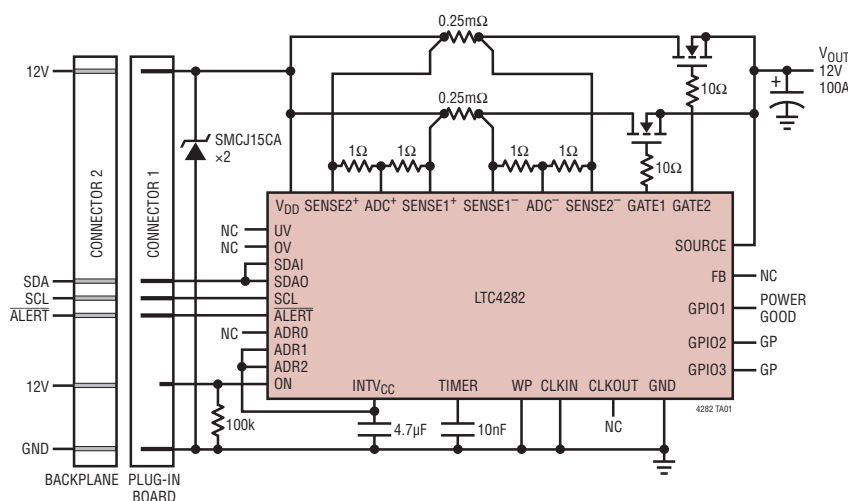 0.25mΩ
12V
V_OUT
12V
100A
+
10Ω
0.25mΩ
SMCJ15CA
×2
1Ω 1Ω 1Ω 1Ω
10Ω
CONNECTOR 2
CONNECTOR 1
V_DD SENSE2⁺ ADC⁺ SENSE1⁺ SENSE1⁻ ADC⁻ SENSE2⁻ GATE1 GATE2
NC UV
NC OV
SOURCE
SDAI
SDA SDAO
FB NC
SCL SCL
LTC4282
ALERT ALERT
GPIO1 POWER
GOOD
NC ADR0
ADR1
GPIO2 GP
ADR2
12V ON
GPIO3 GP
INTV_CC TIMER WP CLKIN CLKOUT GND
4282 TA01
100k
4.7µF
10nF
NC
GND
BACKPLANE PLUG-IN
BOARD